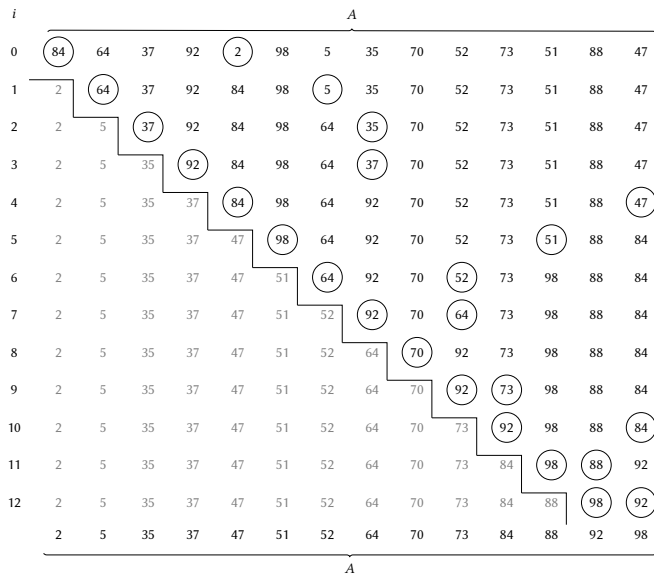 i A
0 84 64 37 92 2 98 5 35 70 52 73 51 88 47
1 2 64 37 92 84 98 5 35 70 52 73 51 88 47
2 2 5 37 92 84 98 64 35 70 52 73 51 88 47
3 2 5 35 92 84 98 64 37 70 52 73 51 88 47
4 2 5 35 37 84 98 64 92 70 52 73 51 88 47
5 2 5 35 37 47 98 64 92 70 52 73 51 88 84
6 2 5 35 37 47 51 64 92 70 52 73 98 88 84
7 2 5 35 37 47 51 52 92 70 64 73 98 88 84
8 2 5 35 37 47 51 52 64 70 92 73 98 88 84
9 2 5 35 37 47 51 52 64 70 92 73 98 88 84
10 2 5 35 37 47 51 52 64 70 73 92 98 88 84
11 2 5 35 37 47 51 52 64 70 73 84 98 88 92
12 2 5 35 37 47 51 52 64 70 73 84 88 98 92
2 5 35 37 47 51 52 64 70 73 84 88 92 98
A